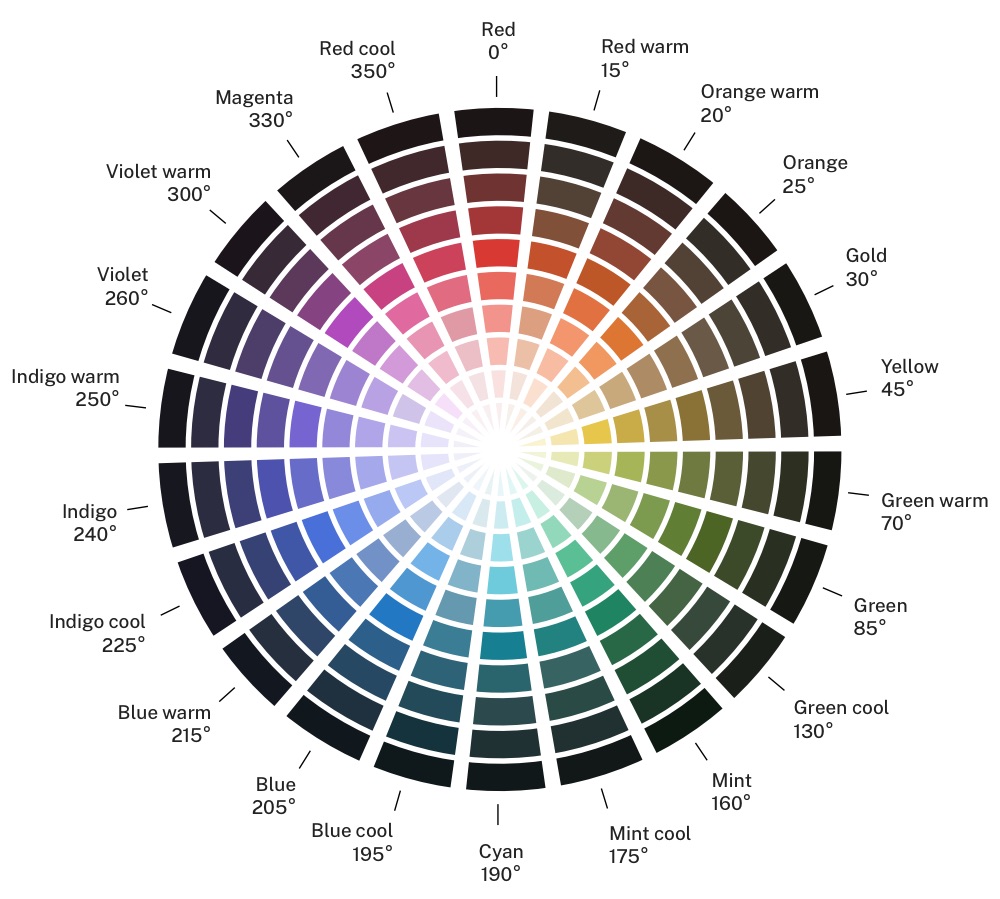 Red
0°
Red warm
15°
Orange warm
20°
Orange
25°
Gold
30°
Yellow
45°
Green warm
70°
Green
85°
Green cool
130°
Mint
160°
Mint cool
175°
Cyan
190°
Blue cool
195°
Blue
205°
Blue warm
215°
Indigo cool
225°
Indigo
240°
Indigo warm
250°
Violet
260°
Violet warm
300°
Magenta
330°
Red cool
350°